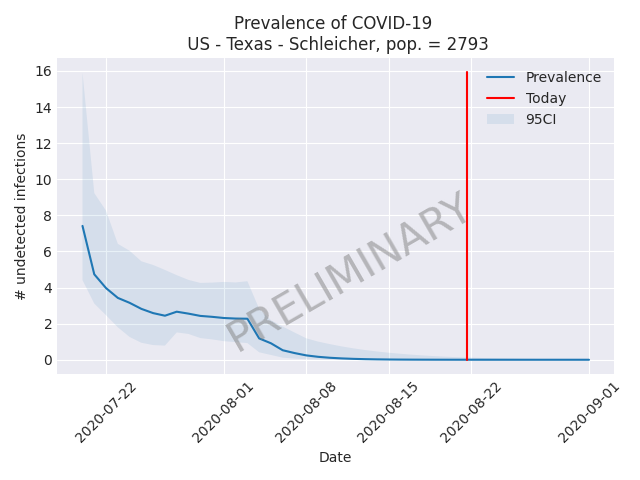 Prevalence of COVID-19
US - Texas - Schleicher, pop. = 2793
16
14
12
10
8
6
4
2
0
# undetected infections
Prevalence
Today
95CI
PRELIMINARY
2020-07-22
2020-08-01
2020-08-08
2020-08-15
2020-08-22
2020-09-01
Date